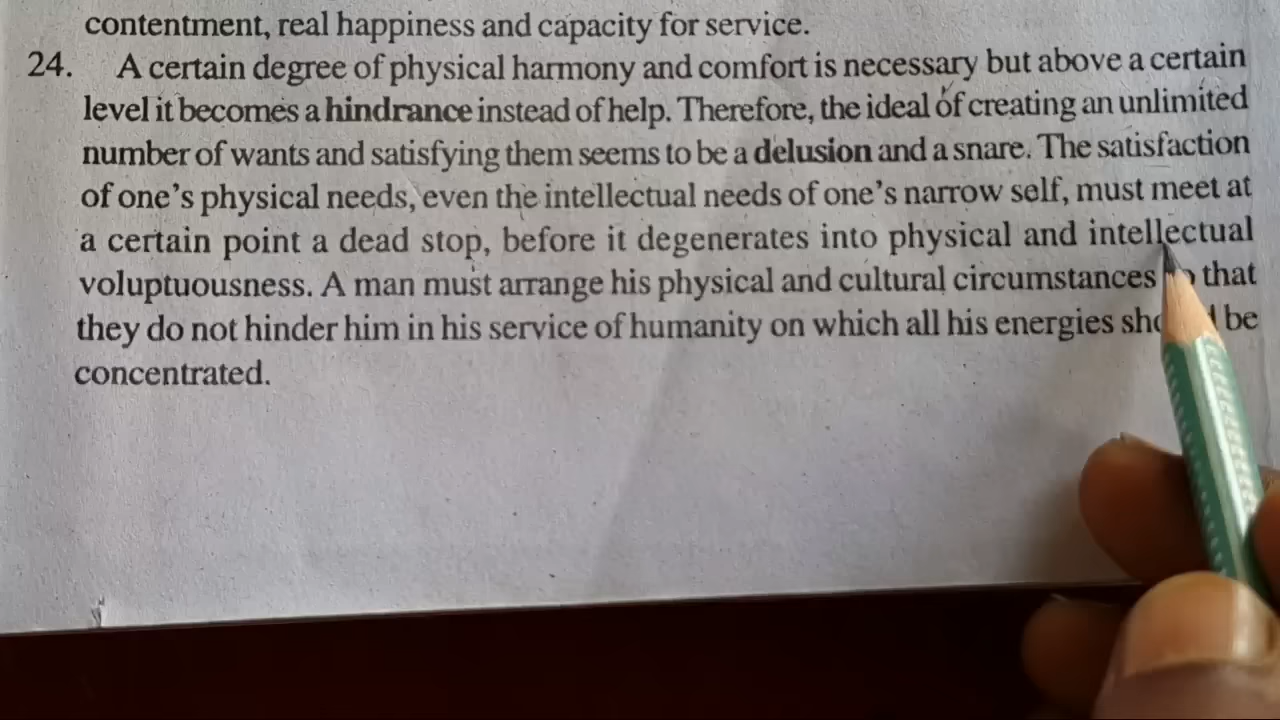 contentment, real happiness and capacity for service.
24. A certain degree of physical harmony and comfort is necessary but above a certain
level it becomes a hindrance instead of help. Therefore, the ideal of creating an unlimited
number of wants and satisfying them seems to be a delusion and a snare. The satisfaction
of one's physical needs, even the intellectual needs of one's narrow self, must meet at
a certain point a dead stop, before it degenerates into physical and intellectual
voluptuousness. A man must arrange his physical and cultural circumstances that
they do not hinder him in his service of humanity on which all his energies be
concentrated.